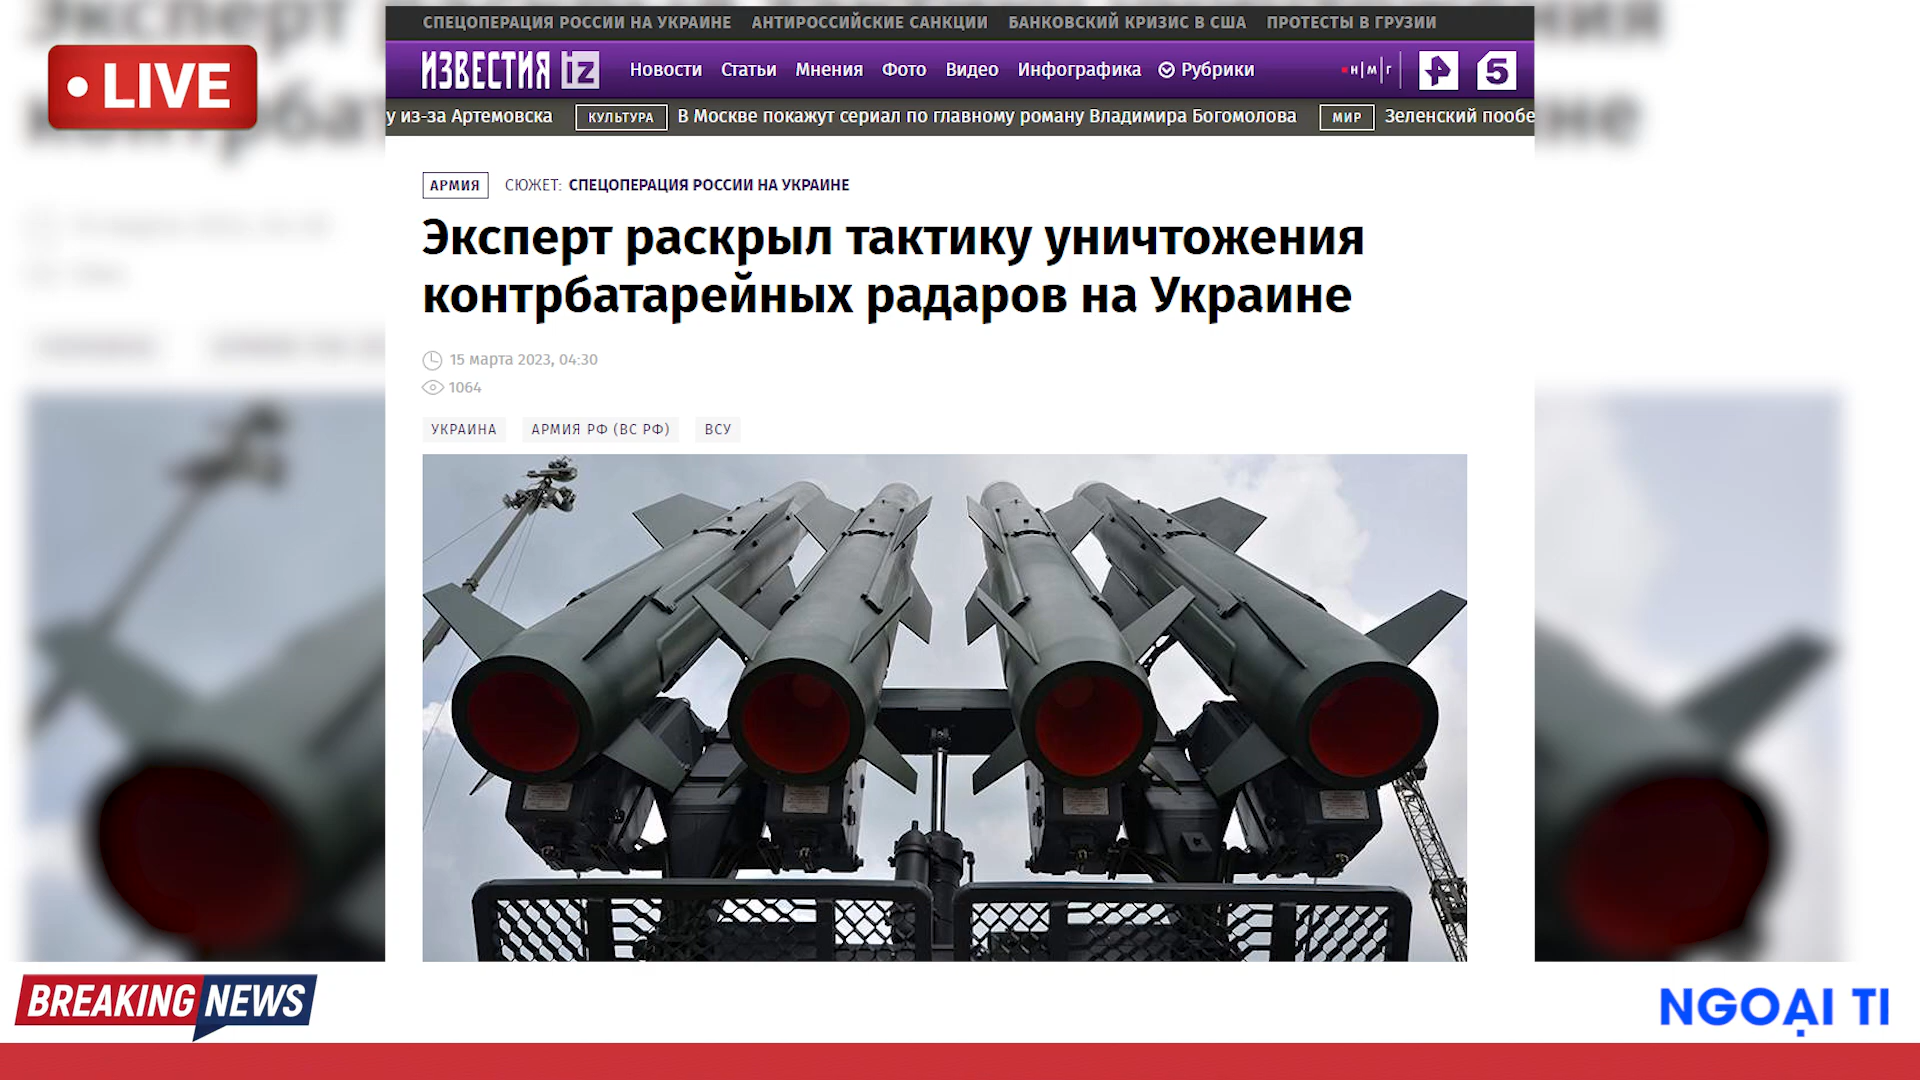 СПЕЦОПЕРАЦИЯ РОССИИ НА УКРАИНЕ АНТИРОССИЙСКИЕ САНКЦИИ БАНКОВСКИЙ КРИЗИС В США ПРОТЕСТЫ В ГРУЗИИ
LIVE
ИЗВЕСТИЯ iz Новости Статьи Мнения Фото Видео Инфографика Рубрики н|м|г 5
у из-за Артемовска КУЛЬТУРА В Москве покажут сериал по главному роману Владимира Богомолова МИР Зеленский пообе
АРМИЯ СЮЖЕТ: СПЕЦОПЕРАЦИЯ РОССИИ НА УКРАИНЕ
Эксперт раскрыл тактику уничтожения
контрбатарейных радаров на Украине
15 марта 2023, 04:30
1064
УКРАИНА АРМИЯ РФ (ВС РФ) ВСУ
BREAKING NEWS
NGOẠI TI